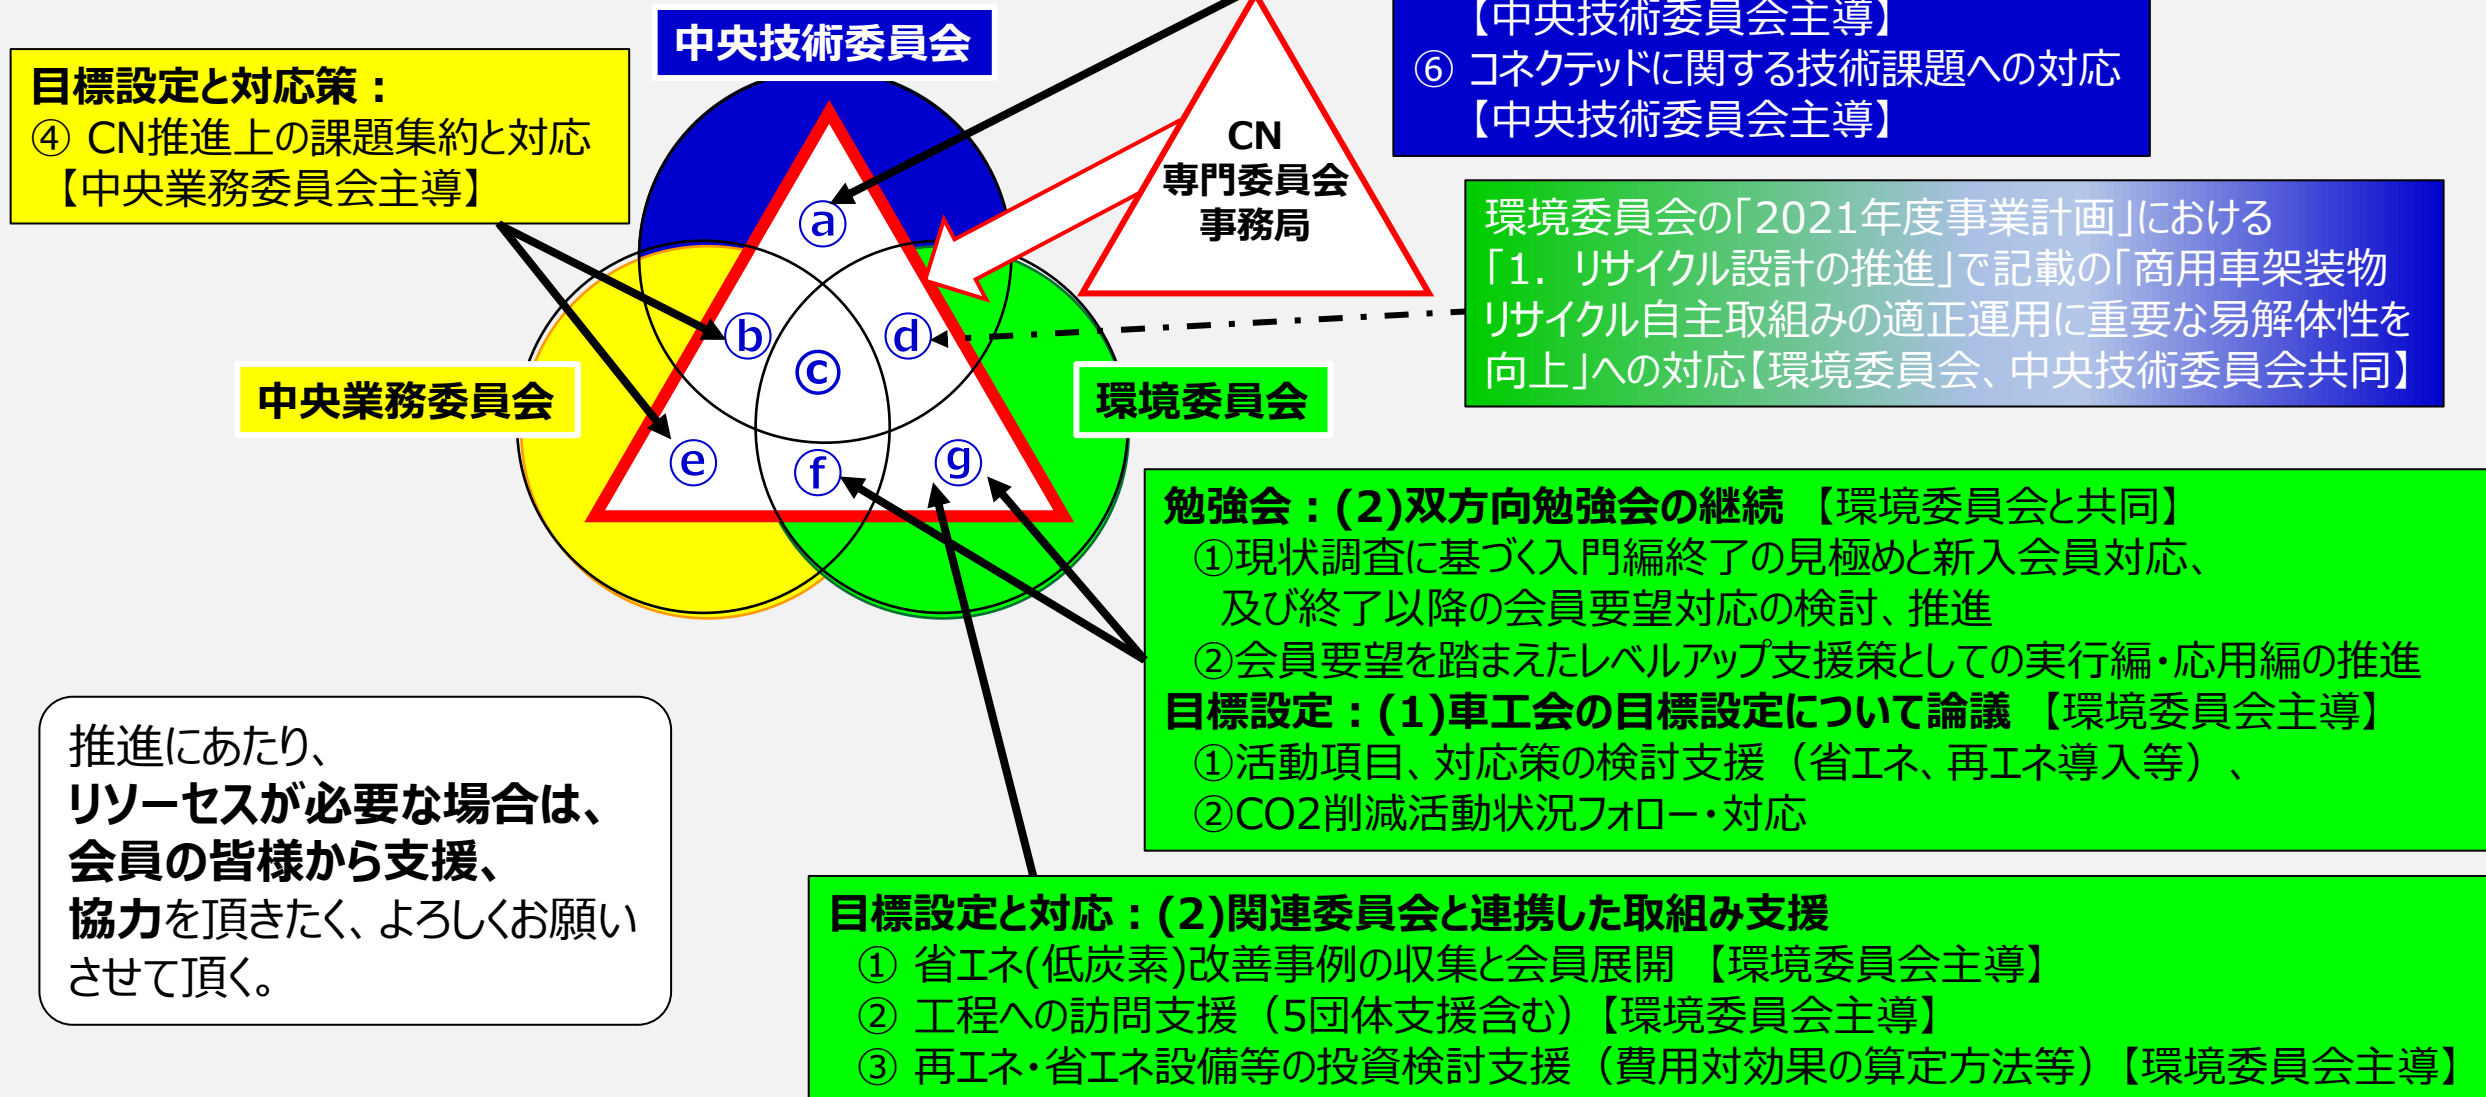 中央技術委員会
【中央技術委員会主導】
⑥ コネクテッドに関する技術課題への対応
【中央技術委員会主導】
目標設定と対応策：
④ CN推進上の課題集約と対応
【中央業務委員会主導】
CN
専門委員会
事務局
環境委員会の「2021年度事業計画」における
「1. リサイクル設計の推進」で記載の「商用車架装物
リサイクル自主取組みの適正運用に重要な易解体性を
向上」への対応【環境委員会、中央技術委員会共同】
ⓐ
ⓑ
ⓓ
©
中央業務委員会
環境委員会
ⓔ
ⓕ
ⓖ
勉強会：(2)双方向勉強会の継続 【環境委員会と共同】
①現状調査に基づく入門編終了の見極めと新入会員対応、
及び終了以降の会員要望対応の検討、推進
②会員要望を踏まえたレベルアップ支援策としての実行編・応用編の推進
目標設定：(1)車工会の目標設定について論議 【環境委員会主導】
①活動項目、対応策の検討支援（省エネ、再エネ導入等）、
②CO2削減活動状況フォロー・対応
推進にあたり、
リソーセスが必要な場合は、
会員の皆様から支援、
協力を頂きたく、よろしくお願い
させて頂く。
目標設定と対応：(2)関連委員会と連携した取組み支援
① 省エネ(低炭素)改善事例の収集と会員展開 【環境委員会主導】
② 工程への訪問支援（5団体支援含む）【環境委員会主導】
③ 再エネ・省エネ設備等の投資検討支援（費用対効果の算定方法等）【環境委員会主導】